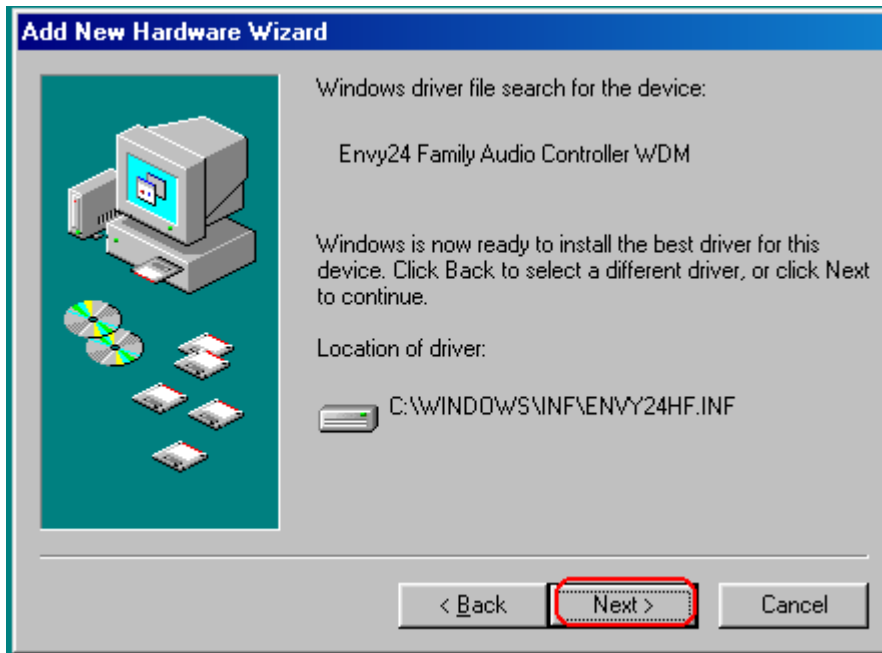 Add New Hardware Wizard
Windows driver file search for the device:
Envy24 Family Audio Controller WDM
Windows is now ready to install the best driver for this
device. Click Back to select a different driver, or click Next
to continue.
Location of driver:
C:\WINDOWS\INF\ENVY24HF.INF
< Back
Next >
Cancel